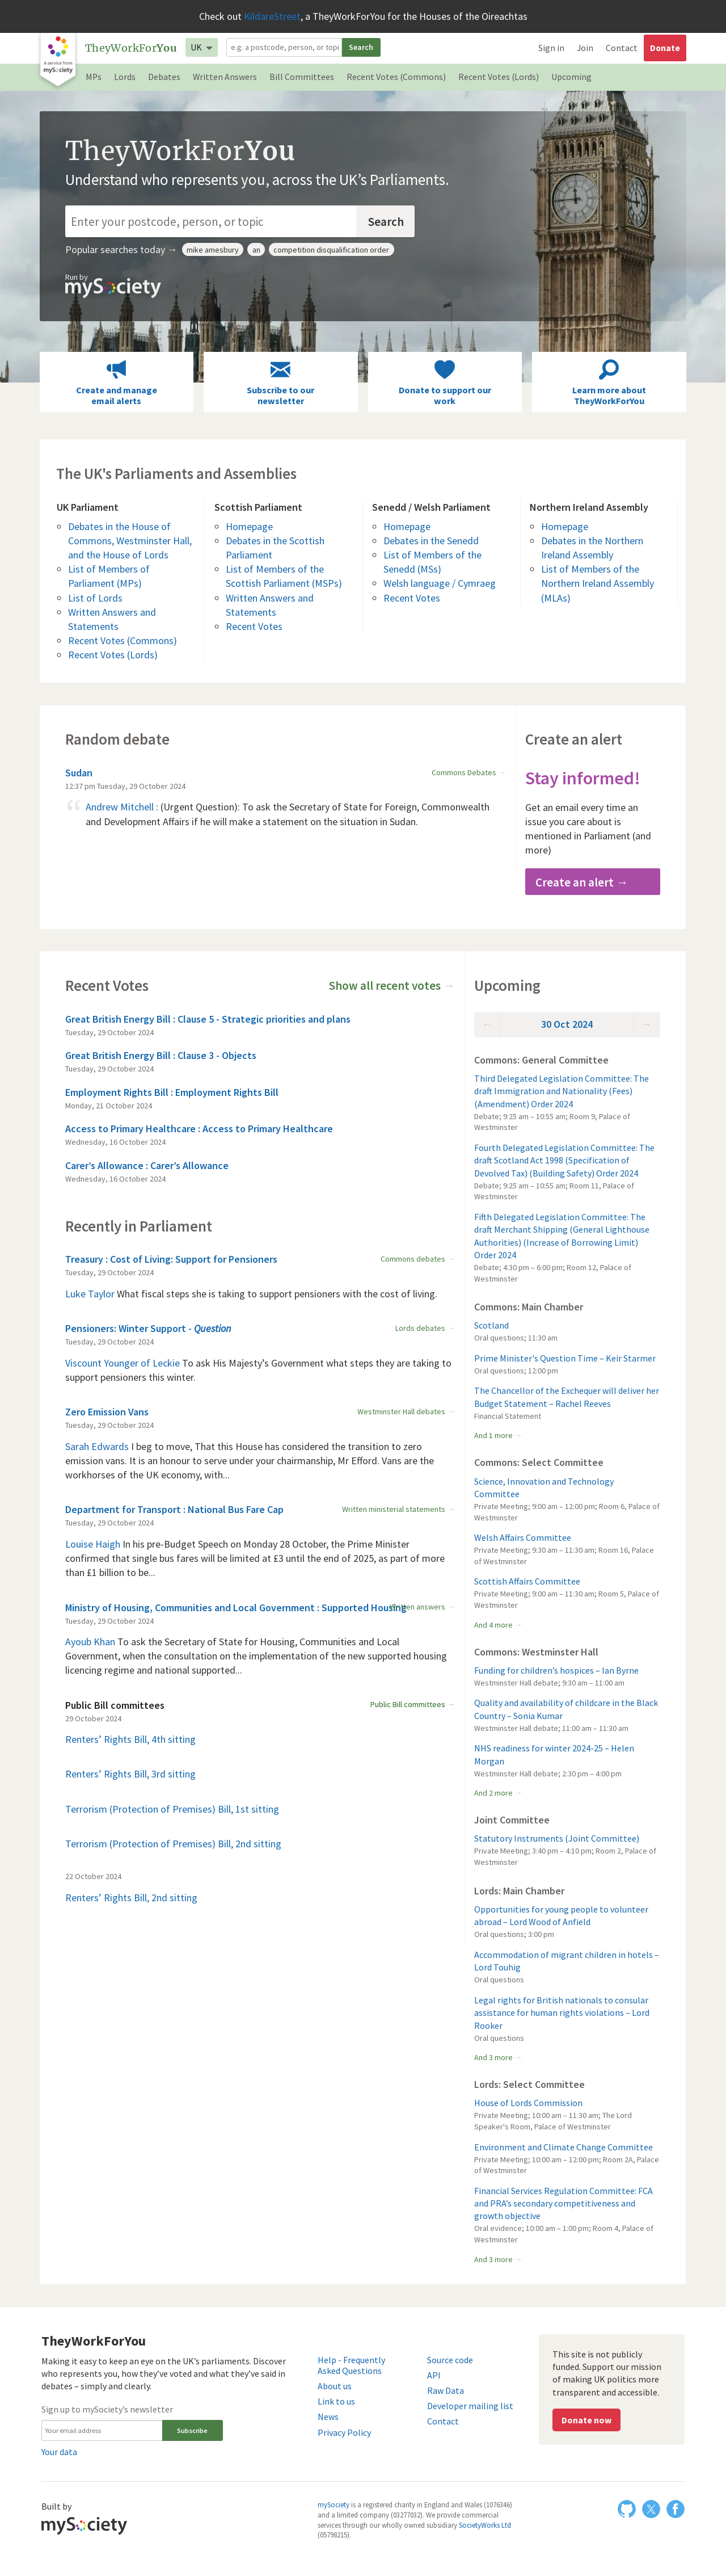 Check out KildareStreet, a TheyWorkForYou for the Houses of the Oireachtas
A service from
mySociety
TheyWorkForYou
UK
e.g. a postcode, person, or topi
Search
Sign in
Join
Contact
Donate
MPs
Lords
Debates
Written Answers
Bill Committees
Recent Votes (Commons)
Recent Votes (Lords)
Upcoming
TheyWorkForYou
Understand who represents you, across the UK’s Parliaments.
Enter your postcode, person, or topic
Search
Popular searches today →
mike amesbury
an
competition disqualification order
Run by
mySociety
Create and manage
email alerts
Subscribe to our
newsletter
Donate to support our
work
Learn more about
TheyWorkForYou
The UK's Parliaments and Assemblies
UK Parliament
Debates in the House of
Commons, Westminster Hall,
and the House of Lords
List of Members of
Parliament (MPs)
List of Lords
Written Answers and
Statements
Recent Votes (Commons)
Recent Votes (Lords)
Scottish Parliament
Homepage
Debates in the Scottish
Parliament
List of Members of the
Scottish Parliament (MSPs)
Written Answers and
Statements
Recent Votes
Senedd / Welsh Parliament
Homepage
Debates in the Senedd
List of Members of the
Senedd (MSs)
Welsh language / Cymraeg
Recent Votes
Northern Ireland Assembly
Homepage
Debates in the Northern
Ireland Assembly
List of Members of the
Northern Ireland Assembly
(MLAs)
Random debate
Sudan
Commons Debates →
12:37 pm Tuesday, 29 October 2024
“ Andrew Mitchell : (Urgent Question): To ask the Secretary of State for Foreign, Commonwealth
and Development Affairs if he will make a statement on the situation in Sudan.
Create an alert
Stay informed!
Get an email every time an
issue you care about is
mentioned in Parliament (and
more)
Create an alert →
Recent Votes
Show all recent votes →
Great British Energy Bill : Clause 5 - Strategic priorities and plans
Tuesday, 29 October 2024
Great British Energy Bill : Clause 3 - Objects
Tuesday, 29 October 2024
Employment Rights Bill : Employment Rights Bill
Monday, 21 October 2024
Access to Primary Healthcare : Access to Primary Healthcare
Wednesday, 16 October 2024
Carer’s Allowance : Carer’s Allowance
Wednesday, 16 October 2024
Recently in Parliament
Treasury : Cost of Living: Support for Pensioners
Commons debates →
Tuesday, 29 October 2024
Luke Taylor What fiscal steps she is taking to support pensioners with the cost of living.
Pensioners: Winter Support - Question
Lords debates →
Tuesday, 29 October 2024
Viscount Younger of Leckie To ask His Majesty’s Government what steps they are taking to
support pensioners this winter.
Zero Emission Vans
Westminster Hall debates →
Tuesday, 29 October 2024
Sarah Edwards I beg to move, That this House has considered the transition to zero
emission vans. It is an honour to serve under your chairmanship, Mr Efford. Vans are the
workhorses of the UK economy, with...
Department for Transport : National Bus Fare Cap
Written ministerial statements →
Tuesday, 29 October 2024
Louise Haigh In his pre-Budget Speech on Monday 28 October, the Prime Minister
confirmed that single bus fares will be limited at £3 until the end of 2025, as part of more
than £1 billion to be...
Ministry of Housing, Communities and Local Government : Supported Housing
Written answers →
Tuesday, 29 October 2024
Ayoub Khan To ask the Secretary of State for Housing, Communities and Local
Government, when the consultation on the implementation of the new supported housing
licencing regime and national supported...
Public Bill committees
Public Bill committees →
29 October 2024
Renters’ Rights Bill, 4th sitting
Renters’ Rights Bill, 3rd sitting
Terrorism (Protection of Premises) Bill, 1st sitting
Terrorism (Protection of Premises) Bill, 2nd sitting
22 October 2024
Renters’ Rights Bill, 2nd sitting
Upcoming
← 30 Oct 2024 →
Commons: General Committee
Third Delegated Legislation Committee: The
draft Immigration and Nationality (Fees)
(Amendment) Order 2024
Debate; 9:25 am – 10:55 am; Room 9, Palace of
Westminster
Fourth Delegated Legislation Committee: The
draft Scotland Act 1998 (Specification of
Devolved Tax) (Building Safety) Order 2024
Debate; 9:25 am – 10:55 am; Room 11, Palace of
Westminster
Fifth Delegated Legislation Committee: The
draft Merchant Shipping (General Lighthouse
Authorities) (Increase of Borrowing Limit)
Order 2024
Debate; 4:30 pm – 6:00 pm; Room 12, Palace of
Westminster
Commons: Main Chamber
Scotland
Oral questions; 11:30 am
Prime Minister's Question Time – Keir Starmer
Oral questions; 12:00 pm
The Chancellor of the Exchequer will deliver her
Budget Statement – Rachel Reeves
Financial Statement
And 1 more →
Commons: Select Committee
Science, Innovation and Technology
Committee
Private Meeting; 9:00 am – 12:00 pm; Room 6, Palace of
Westminster
Welsh Affairs Committee
Private Meeting; 9:30 am – 11:30 am; Room 16, Palace
of Westminster
Scottish Affairs Committee
Private Meeting; 9:00 am – 11:30 am; Room 5, Palace of
Westminster
And 4 more →
Commons: Westminster Hall
Funding for children’s hospices – Ian Byrne
Westminster Hall debate; 9:30 am – 11:00 am
Quality and availability of childcare in the Black
Country – Sonia Kumar
Westminster Hall debate; 11:00 am – 11:30 am
NHS readiness for winter 2024-25 – Helen
Morgan
Westminster Hall debate; 2:30 pm – 4:00 pm
And 2 more →
Joint Committee
Statutory Instruments (Joint Committee)
Private Meeting; 3:40 pm – 4:10 pm; Room 2, Palace of
Westminster
Lords: Main Chamber
Opportunities for young people to volunteer
abroad – Lord Wood of Anfield
Oral questions; 3:00 pm
Accommodation of migrant children in hotels –
Lord Touhig
Oral questions
Legal rights for British nationals to consular
assistance for human rights violations – Lord
Rooker
Oral questions
And 3 more →
Lords: Select Committee
House of Lords Commission
Private Meeting; 10:00 am – 11:30 am; The Lord
Speaker's Room, Palace of Westminster
Environment and Climate Change Committee
Private Meeting; 10:00 am – 12:00 pm; Room 2A, Palace
of Westminster
Financial Services Regulation Committee: FCA
and PRA’s secondary competitiveness and
growth objective
Oral evidence; 10:00 am – 1:00 pm; Room 4, Palace of
Westminster
And 3 more →
TheyWorkForYou
Making it easy to keep an eye on the UK’s parliaments. Discover
who represents you, how they’ve voted and what they’ve said in
debates – simply and clearly.
Sign up to mySociety’s newsletter
Your email address
Subscribe
Your data
Help - Frequently
Asked Questions
About us
Link to us
News
Privacy Policy
Source code
API
Raw Data
Developer mailing list
Contact
This site is not publicly
funded. Support our mission
of making UK politics more
transparent and accessible.
Donate now
Built by
mySociety
mySociety is a registered charity in England and Wales (1076346)
and a limited company (03277032). We provide commercial
services through our wholly owned subsidiary SocietyWorks Ltd
(05798215).